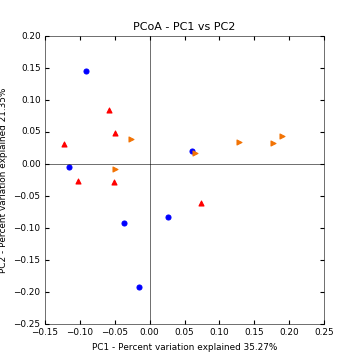 PCoA - PC1 vs PC2
0.20
0.15
0.10
0.05
0.00
−0.05
−0.10
−0.15
−0.20
−0.25
PC2 - Percent variation explained 21.35%
−0.15 −0.10 −0.05 0.00 0.05 0.10 0.15 0.20 0.25
PC1 - Percent variation explained 35.27%